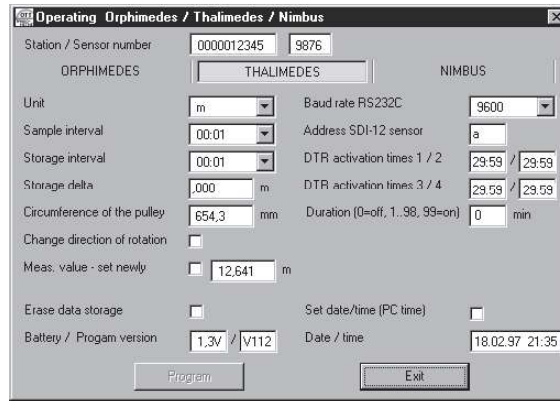 Operating Orphimedes / Thalimedes / Nimbus
Station / Sensor number 0000012345 9876
ORPHIMEDES THALIMEDES NIMBUS
Unit m Baud rate RS232C 9600
Sample interval 00:01 Address SDI-12 sensor a
Storage interval 00:01 DTR activation times 1 / 2 29:59 / 29:59
Storage delta ,000 m DTR activation times 3 / 4 29:59 / 29:59
Circumference of the pulley 654,3 mm Duration (0=off, 1..98, 99=on) 0 min
Change direction of rotation
Meas. value - set newly 12,641 m
Erase data storage Set date/time (PC time)
Battery / Progam version 1,3V / V112 Date / time 18.02.97 21:35
Program Exit